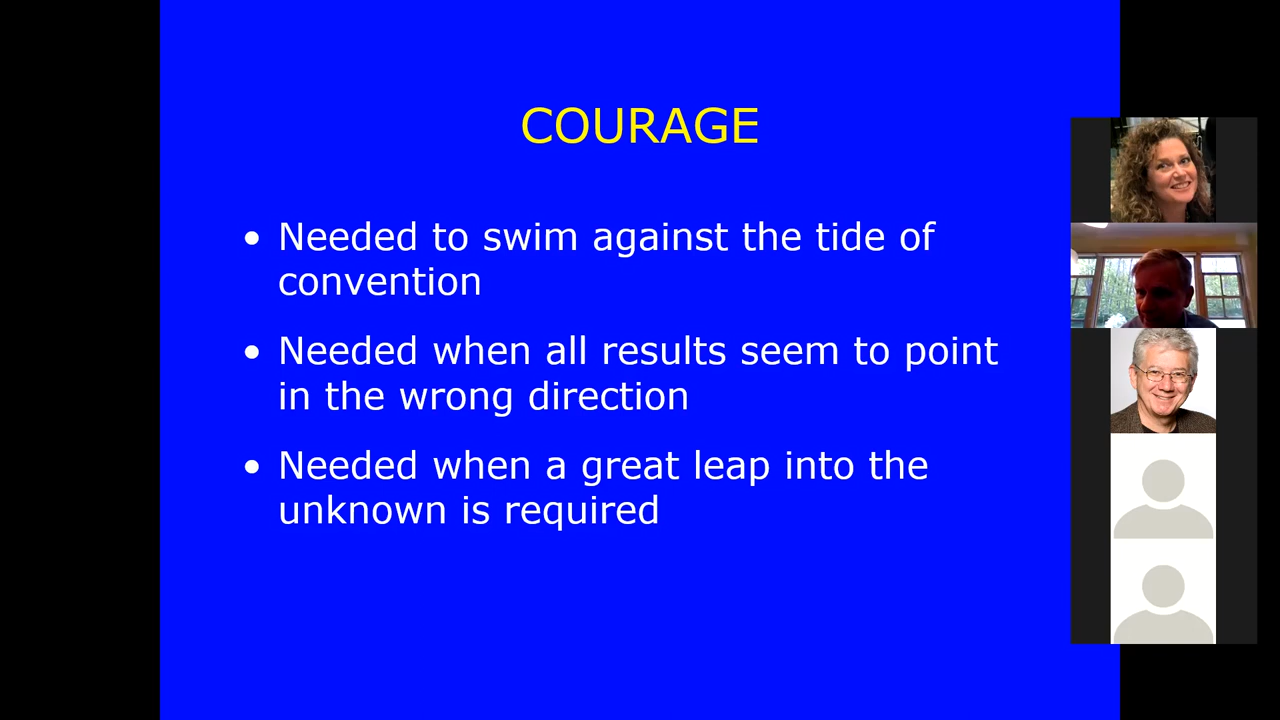 COURAGE
• Needed to swim against the tide of
convention
• Needed when all results seem to point
in the wrong direction
• Needed when a great leap into the
unknown is required